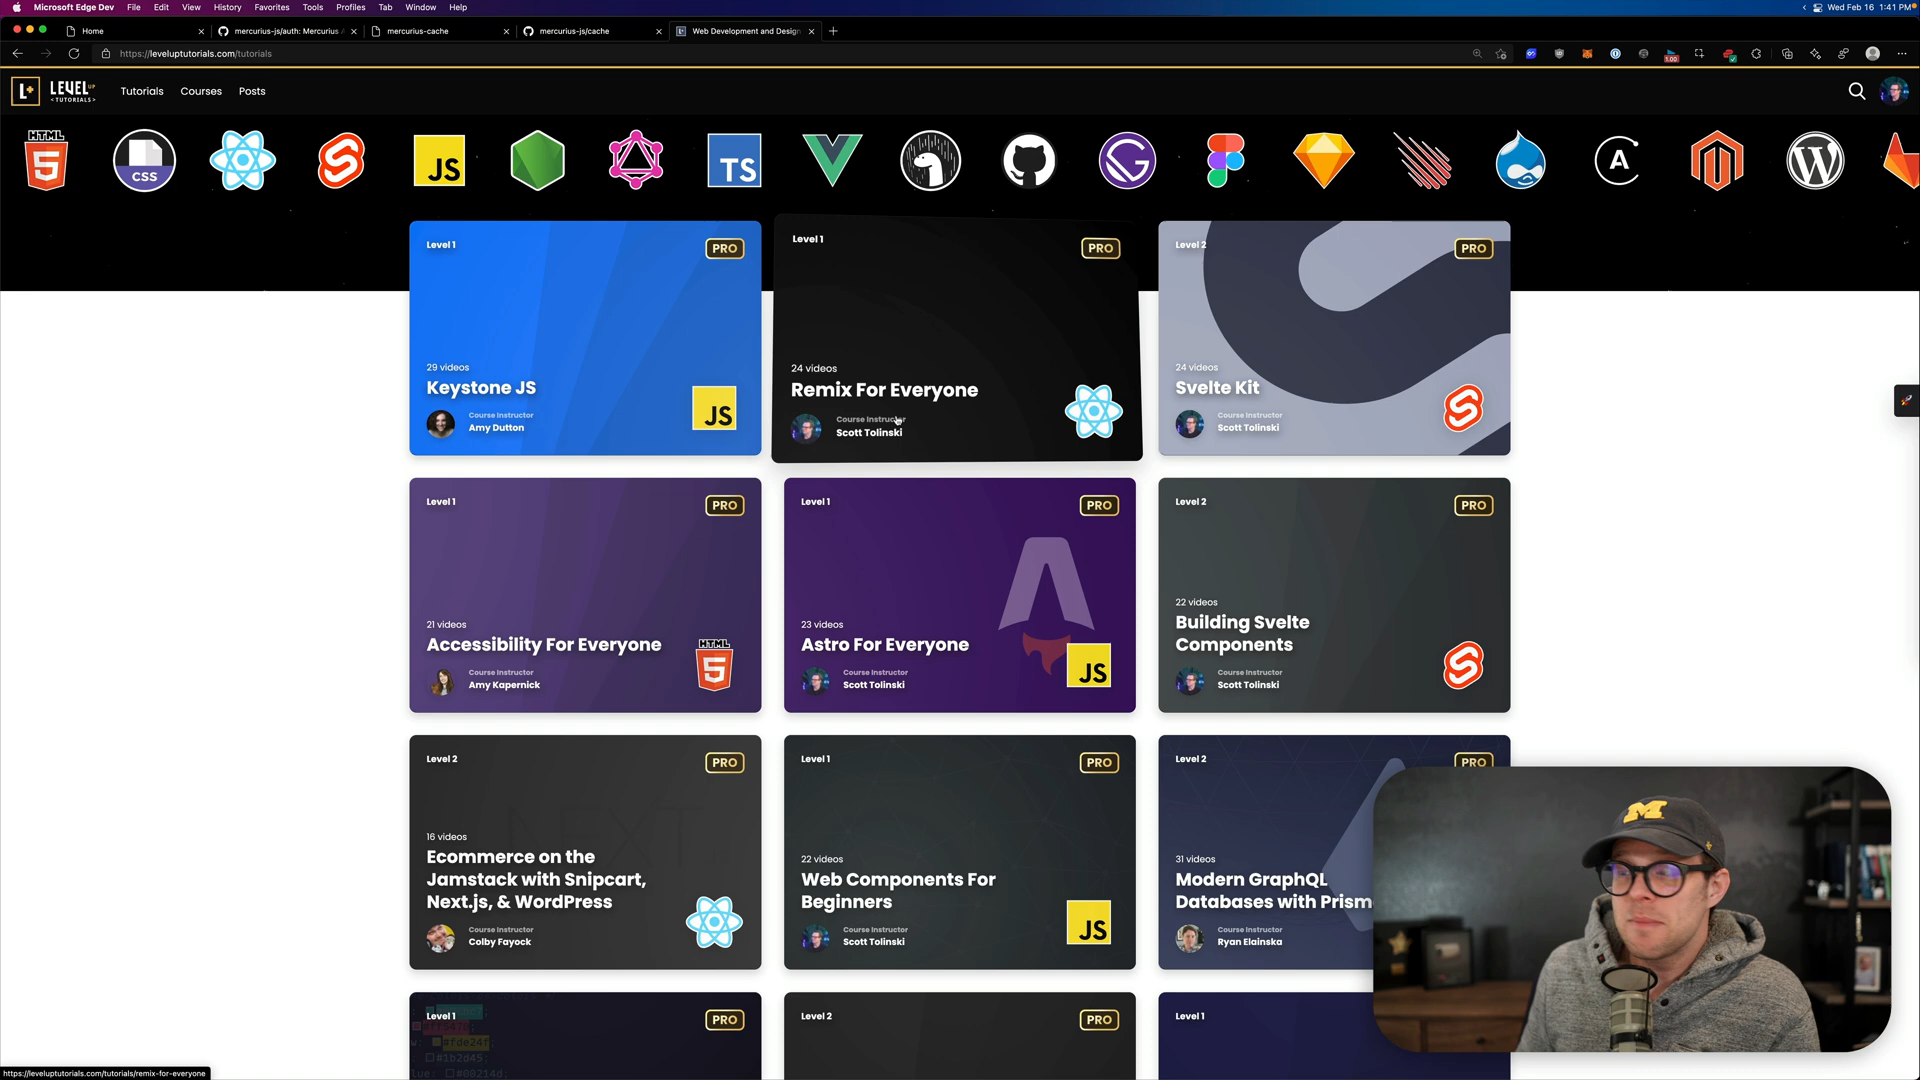 Microsoft Edge Dev File Edit View History Favorites Tools Profiles Tab Window Help
Wed Feb 16 1:41 PM
Home
mercurius-js/auth: Mercurius
mercurius-cache
mercurius-js/cache
Web Development and Design
https://leveluptutorials.com/tutorials
1.00
L+ LEVEL UP
<TUTORIALS>
Tutorials Courses Posts
HTML
5
CSS
JS
TS
G
A
Level 1
PRO
29 videos
Keystone JS
Course Instructor
Amy Dutton
JS
Level 1
PRO
24 videos
Remix For Everyone
Course Instructor
Scott Tolinski
Level 2
PRO
24 videos
Svelte Kit
Course Instructor
Scott Tolinski
Level 1
PRO
21 videos
Accessibility For Everyone
Course Instructor
Amy Kapernick
HTML
5
Level 1
PRO
23 videos
Astro For Everyone
Course Instructor
Scott Tolinski
JS
Level 2
PRO
22 videos
Building Svelte
Components
Course Instructor
Scott Tolinski
Level 2
PRO
NEXT
16 videos
Ecommerce on the
Jamstack with Snipcart,
Next.js, & WordPress
Course Instructor
Colby Fayock
Level 1
PRO
22 videos
Web Components For
Beginners
Course Instructor
Scott Tolinski
JS
Level 2
PRO
31 videos
Modern GraphQL
Databases with Prism
Course Instructor
Ryan Elainska
M
Level 1
PRO
#fde24f
#1b2d45
#00214d
Level 2
PRO
Level 1
https://leveluptutorials.com/tutorials/remix-for-everyone